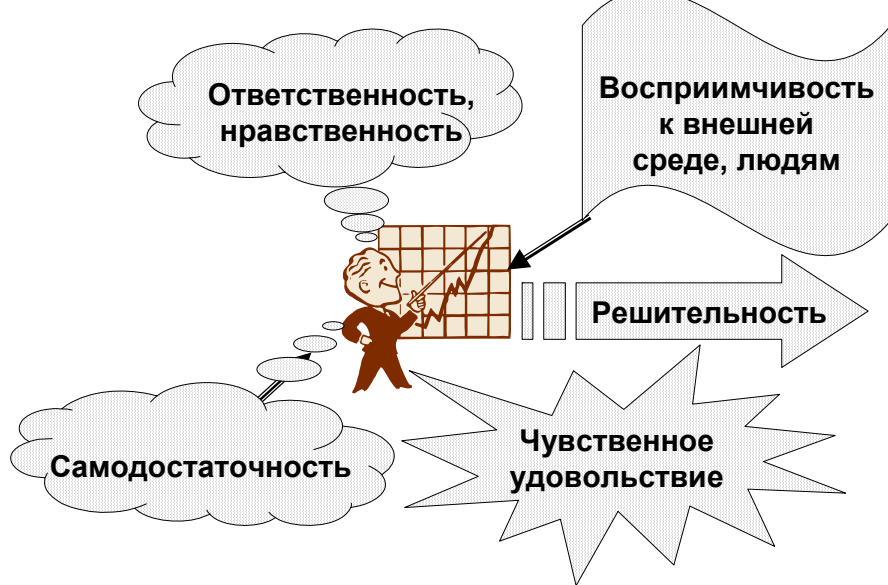 Ответственность,
нравственность
Восприимчивость
к внешней
среде, людям
Решительность
Самодостаточность
Чувственное
удовольствие